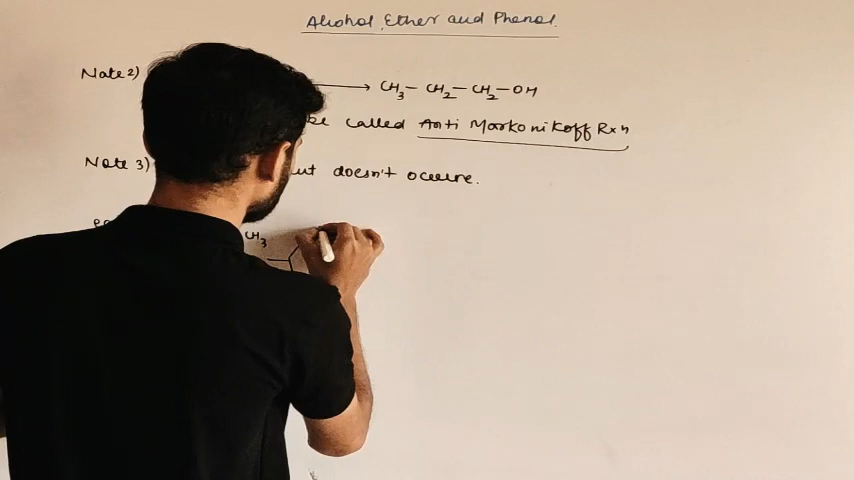 Alcohol, Ether and Phenol.
Note 2) → CH3 - CH2 - CH2 - OH
be called Anti Markonikoff Rxn
Note 3) doesn't occure.
CH3